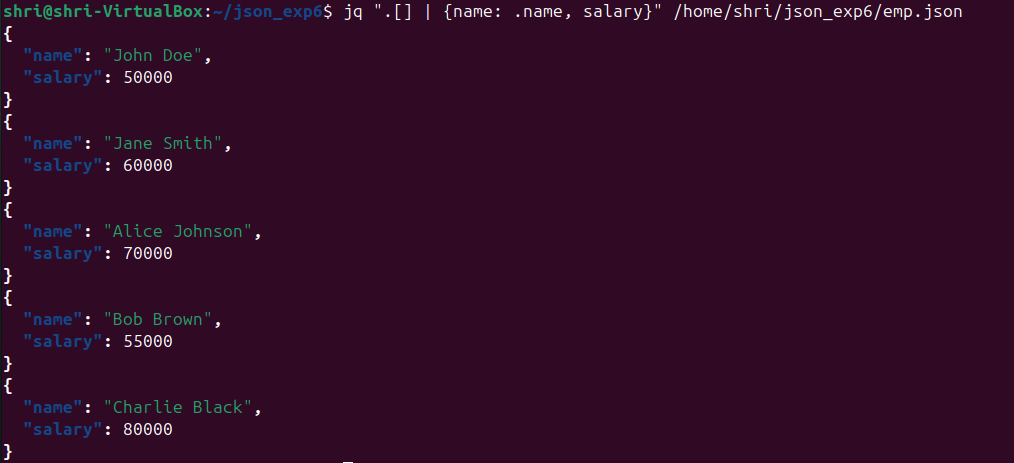 shri@shri-VirtualBox:~/json_exp6$ jq ".[] | {name: .name, salary}" /home/shri/json_exp6/emp.json
{
  "name": "John Doe",
  "salary": 50000
}
{
  "name": "Jane Smith",
  "salary": 60000
}
{
  "name": "Alice Johnson",
  "salary": 70000
}
{
  "name": "Bob Brown",
  "salary": 55000
}
{
  "name": "Charlie Black",
  "salary": 80000
}